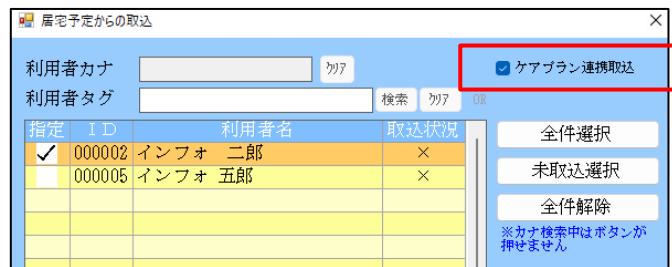 居宅予定からの取込
利用者カナ
クリア
ケアプラン連携取込
利用者タグ
検索
クリア
OR
指定 ID 利用者名 取込状況
000002 インフォ 二郎 ×
000005 インフォ 五郎 ×
全件選択
未取込選択
全件解除
※カナ検索中はボタンが
押せません